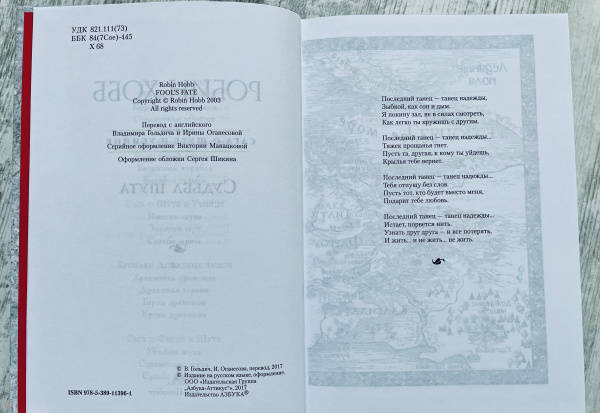 УДК 821.111(73)
ББК 84(7Сое)-445
Х 68
Robin Hobb
FOOL'S FATE
Copyright © Robin Hobb 2003
All rights reserved
Перевод с английского
Владимира Гольдича и Ирины Оганесовой
Серийное оформление Виктории Манацковой
Оформление обложки Сергея Шикина
© В. Гольдич, И. Оганесова, перевод, 2017
© Издание на русском языке, оформление.
ООО «Издательская Группа
„Азбука-Аттикус“», 2017
Издательство АЗБУКА®
ISBN 978-5-389-11396-1
Последний танец — танец надежды,
Зыбкой, как сон и дым.
Я покину зал, не в силах смотреть,
Как легко ты кружишь с другим.
Последний танец — танец надежды...
Тяжек прощанья гнет.
Пусть та, другая, к кому ты уйдешь,
Крылья тебе вернет.
Последний танец — танец надежды...
Тебя отпущу без слов.
Пусть тот, кто будет вместо меня,
Подарит тебе любовь.
Последний танец — танец надежды...
Истает, порвется нить.
Узнать друг друга — и все потерять.
И жить... и не жить... не жить.